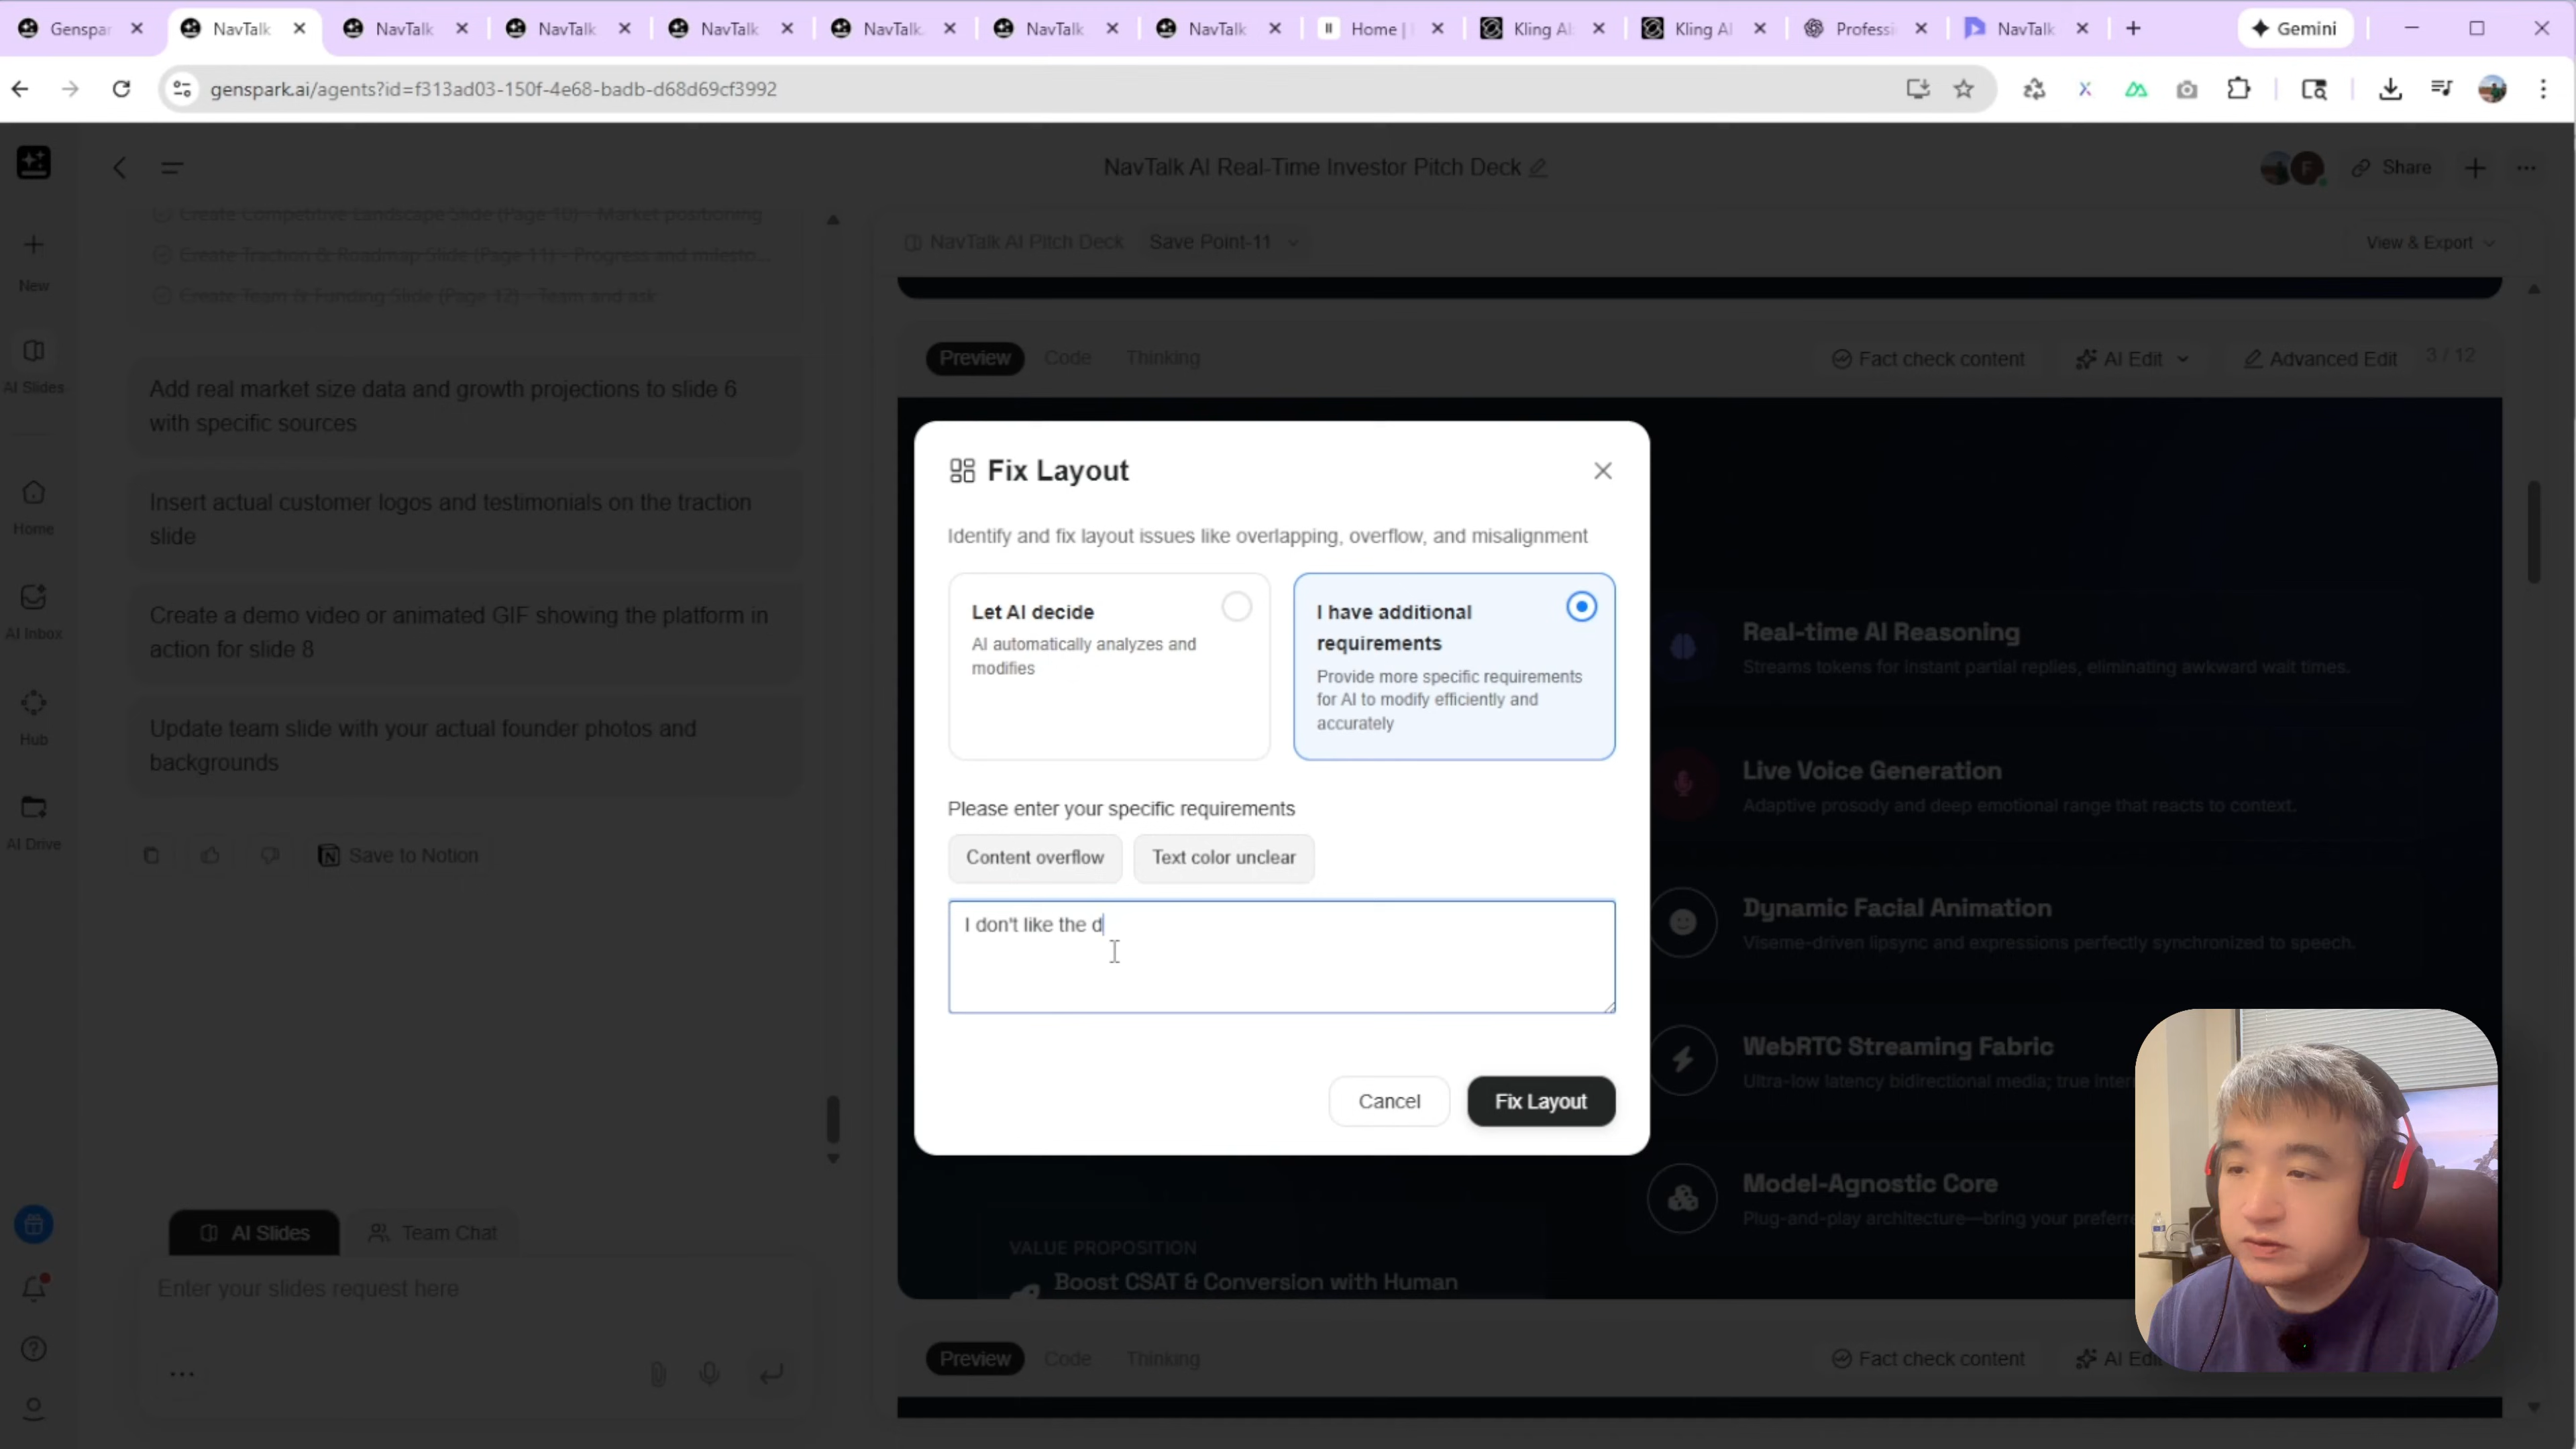 Genspar
NavTalk
NavTalk
NavTalk
NavTalk
NavTalk
NavTalk
NavTalk
Home |
Kling AI
Kling AI
Professi
NavTalk
Gemini
genspark.ai/agents?id=f313ad03-150f-4e68-badb-d68d69cf3992
NavTalk AI Real-Time Investor Pitch Deck
F
Share
New
AI Slides
Home
AI Inbox
Hub
AI Drive
Create Competitive Landscape Slide (Page 10) - Market positioning
Create Traction & Roadmap Slide (Page 11) - Progress and milesto...
Create Team & Funding Slide (Page 12) - Team and ask
Add real market size data and growth projections to slide 6
with specific sources
Insert actual customer logos and testimonials on the traction
slide
Create a demo video or animated GIF showing the platform in
action for slide 8
Update team slide with your actual founder photos and
backgrounds
Save to Notion
AI Slides
Team Chat
Enter your slides request here
NavTalk AI Pitch Deck
Save Point-11
View & Export
Preview
Code
Thinking
Fact check content
AI Edit
Advanced Edit
3 / 12
Fix Layout
Identify and fix layout issues like overlapping, overflow, and misalignment
Let AI decide
AI automatically analyzes and
modifies
I have additional
requirements
Provide more specific requirements
for AI to modify efficiently and
accurately
Please enter your specific requirements
Content overflow
Text color unclear
I don't like the d
Cancel
Fix Layout
Real-time AI Reasoning
Streams tokens for instant partial replies, eliminating awkward wait times.
Live Voice Generation
Adaptive prosody and deep emotional range that reacts to context.
Dynamic Facial Animation
Viseme-driven lipsync and expressions perfectly synchronized to speech.
WebRTC Streaming Fabric
Ultra-low latency bidirectional media; true inter
Model-Agnostic Core
Plug-and-play architecture—bring your preferr
VALUE PROPOSITION
Boost CSAT & Conversion with Human
Preview
Code
Thinking
Fact check content
AI Edi